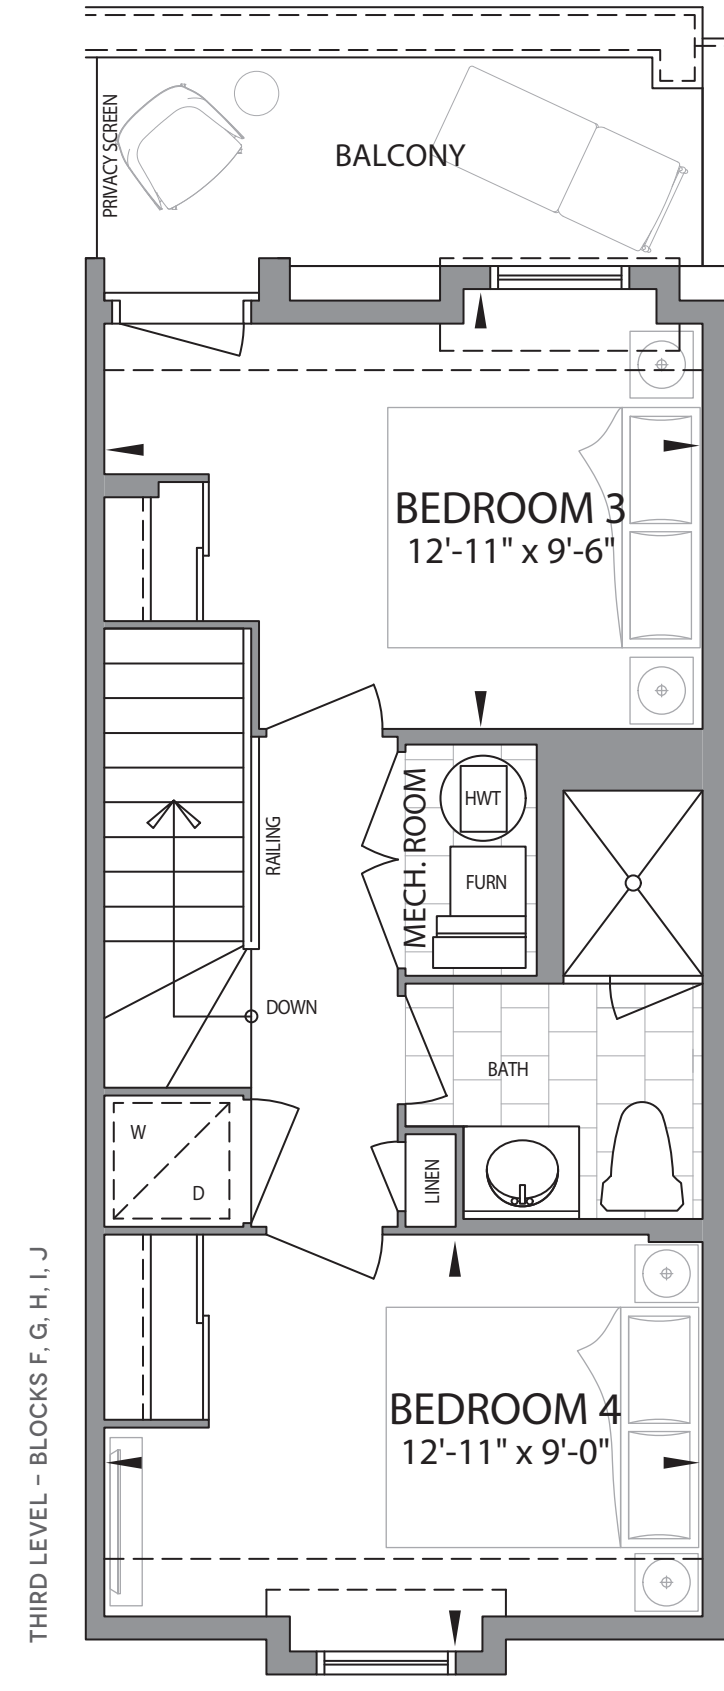 PRIVACY SCREEN
BALCONY
BEDROOM 3
12'-11" x 9'-6"
MECH. ROOM
HWT
FURN
RAILING
DOWN
BATH
W
D
LINEN
BEDROOM 4
12'-11" x 9'-0"
THIRD LEVEL – BLOCKS F, G, H, I, J